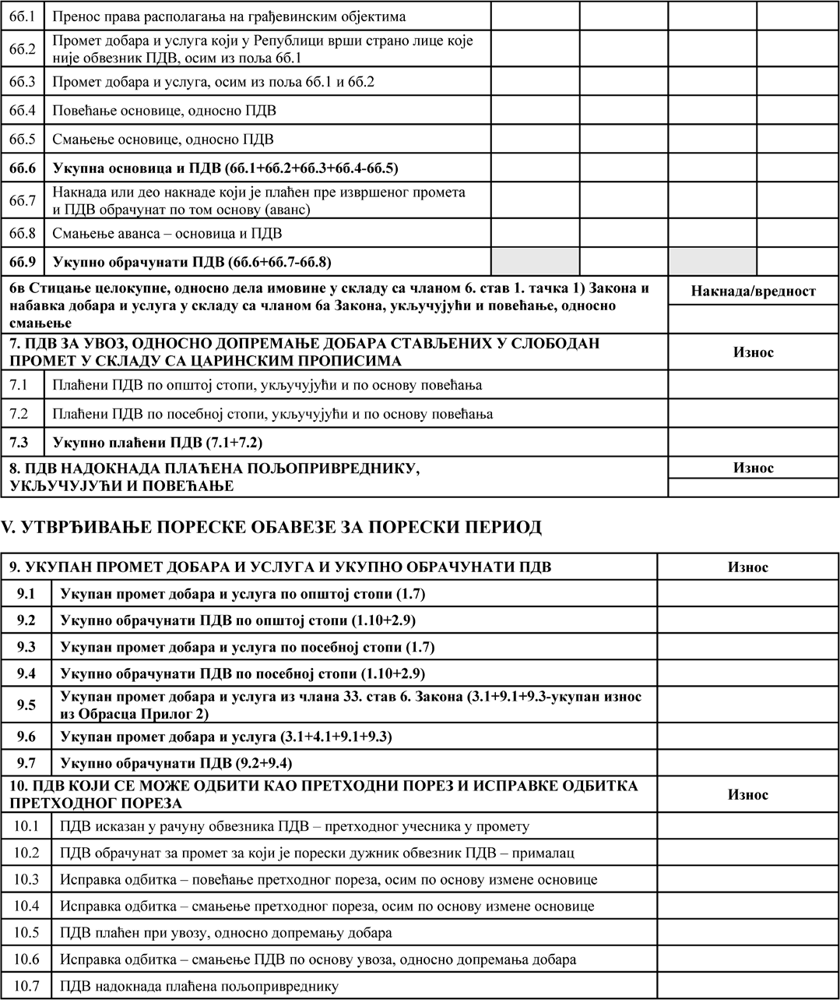 6б.1 Пренос права располагања на грађевинским објектима
6б.2 Промет добара и услуга који у Републици врши страно лице које
није обвезник ПДВ, осим из поља 6б.1
6б.3 Промет добара и услуга, осим из поља 6б.1 и 6б.2
6б.4 Повећање основице, односно ПДВ
6б.5 Смањење основице, односно ПДВ
6б.6 Укупна основица и ПДВ (6б.1+6б.2+6б.3+6б.4-6б.5)
6б.7 Накнада или део накнаде који је плаћен пре извршеног промета
и ПДВ обрачунат по том основу (аванс)
6б.8 Смањење аванса – основица и ПДВ
6б.9 Укупно обрачунати ПДВ (6б.6+6б.7-6б.8)
6в Стицање целокупне, односно дела имовине у складу са чланом 6. став 1. тачка 1) Закона и
набавка добара и услуга у складу са чланом 6а Закона, укључујући и повећање, односно
смањење
Накнада/вредност
7. ПДВ ЗА УВОЗ, ОДНОСНО ДОПРЕМАЊЕ ДОБАРА СТАВЉЕНИХ У СЛОБОДАН
ПРОМЕТ У СКЛАДУ СА ЦАРИНСКИМ ПРОПИСИМА
Износ
7.1 Плаћени ПДВ по општој стопи, укључујући и по основу повећања
7.2 Плаћени ПДВ по посебној стопи, укључујући и по основу повећања
7.3 Укупно плаћени ПДВ (7.1+7.2)
8. ПДВ НАДОКНАДА ПЛАЋЕНА ПОЉОПРИВРЕДНИКУ,
УКЉУЧУЈУЋИ И ПОВЕЋАЊЕ
Износ
V. УТВРЂИВАЊЕ ПОРЕСКЕ ОБАВЕЗЕ ЗА ПОРЕСКИ ПЕРИОД
9. УКУПАН ПРОМЕТ ДОБАРА И УСЛУГА И УКУПНО ОБРАЧУНАТИ ПДВ Износ
9.1 Укупан промет добара и услуга по општој стопи (1.7)
9.2 Укупно обрачунати ПДВ по општој стопи (1.10+2.9)
9.3 Укупан промет добара и услуга по посебној стопи (1.7)
9.4 Укупно обрачунати ПДВ по посебној стопи (1.10+2.9)
9.5 Укупан промет добара и услуга из члана 33. став 6. Закона (3.1+9.1+9.3-укупан износ
из Обрасца Прилог 2)
9.6 Укупан промет добара и услуга (3.1+4.1+9.1+9.3)
9.7 Укупно обрачунати ПДВ (9.2+9.4)
10. ПДВ КОЈИ СЕ МОЖЕ ОДБИТИ КАО ПРЕТХОДНИ ПОРЕЗ И ИСПРАВКЕ ОДБИТКА
ПРЕТХОДНОГ ПОРЕЗА
Износ
10.1 ПДВ исказан у рачуну обвезника ПДВ – претходног учесника у промету
10.2 ПДВ обрачунат за промет за који је порески дужник обвезник ПДВ – прималац
10.3 Исправка одбитка – повећање претходног пореза, осим по основу измене основице
10.4 Исправка одбитка – смањење претходног пореза, осим по основу измене основице
10.5 ПДВ плаћен при увозу, односно допремању добара
10.6 Исправка одбитка – смањење ПДВ по основу увоза, односно допремања добара
10.7 ПДВ надокнада плаћена пољопривреднику